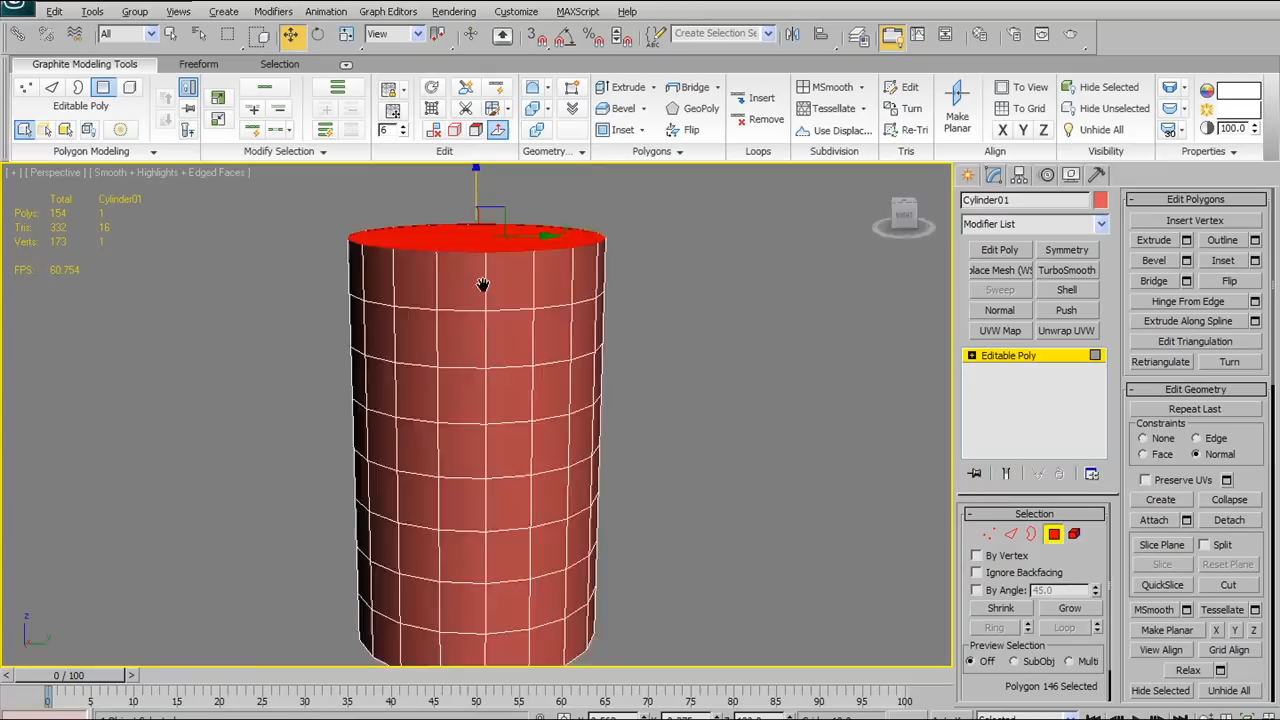 Edit Tools Group Views Create Modifiers Animation Graph Editors Rendering Customize MAXScript Help
All View Create Selection Se
Graphite Modeling Tools Freeform Selection
Editable Poly
6
Extrude Bridge
Bevel GeoPoly
Inset Flip
Insert
Remove
MSmooth
Tessellate
Use Displac...
Edit
Turn
Re-Tri
Make
Planar
To View
To Grid
X Y Z
Hide Selected
Hide Unselected
Unhide All
100.0
Polygon Modeling Modify Selection Edit Geometry... Polygons Loops Subdivision Tris Align Visibility Properties
[ + ] [ Perspective ] [ Smooth + Highlights + Edged Faces ]
Total Cylinder01
Polys: 154 1
Tris: 332 16
Verts: 173 1
FPS: 60.754
RIGHT
z
y
Cylinder01
Modifier List
Edit Poly Symmetry
place Mesh (WS TurboSmooth
Sweep Shell
Normal Push
UVW Map Unwrap UVW
Editable Poly
Selection
By Vertex
Ignore Backfacing
By Angle: 45.0
Shrink Grow
Ring Loop
Preview Selection
Off SubObj Multi
Polygon 146 Selected
Edit Polygons
Insert Vertex
Extrude Outline
Bevel Inset
Bridge Flip
Hinge From Edge
Extrude Along Spline
Edit Triangulation
Retriangulate Turn
Edit Geometry
Repeat Last
Constraints
None Edge
Face Normal
Preserve UVs
Create Collapse
Attach Detach
Slice Plane Split
Slice Reset Plane
QuickSlice Cut
MSmooth Tessellate
Make Planar X Y Z
View Align Grid Align
Relax
Hide Selected Unhide All
0 / 100
0 5 10 15 20 25 30 35 40 45 50 55 60 65 70 75 80 85 90 95 100